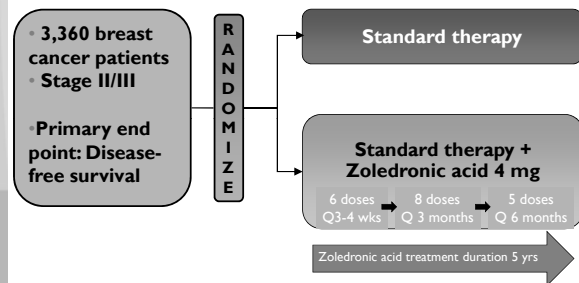 • 3,360 breast
cancer patients
• Stage II/III
•Primary end
point: Disease-
free survival
RANDOMIZE
Standard therapy
Standard therapy +
Zoledronic acid 4 mg
6 doses
Q3-4 wks
8 doses
Q 3 months
5 doses
Q 6 months
Zoledronic acid treatment duration 5 yrs